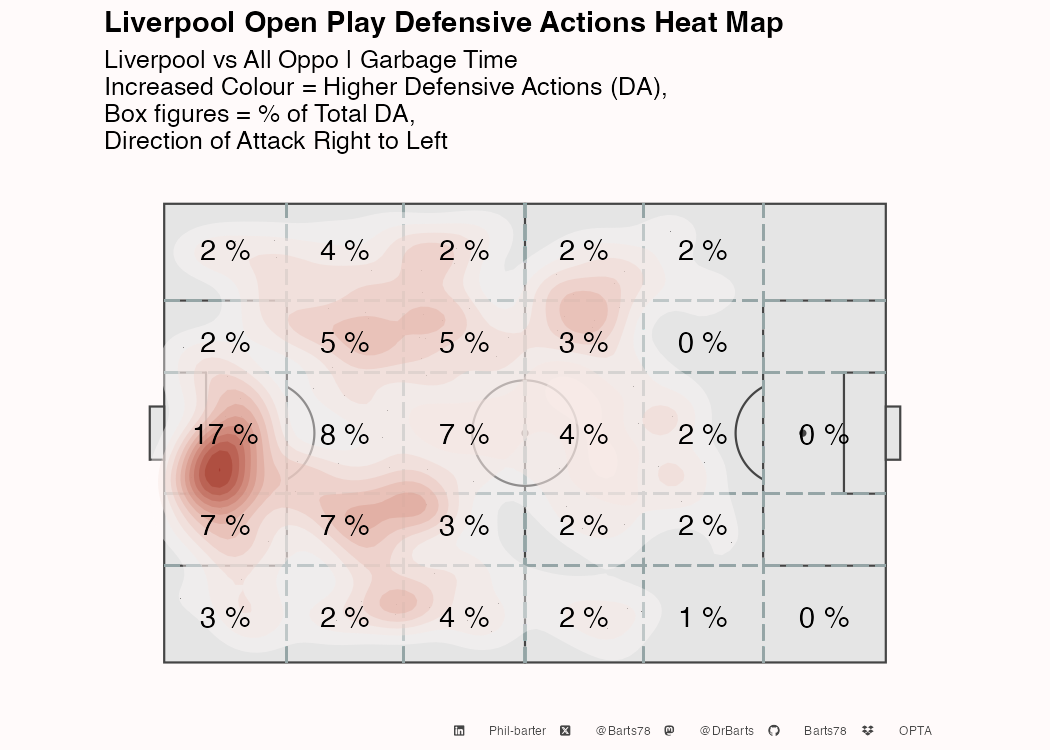 Liverpool Open Play Defensive Actions Heat Map
Liverpool vs All Oppo | Garbage Time
Increased Colour = Higher Defensive Actions (DA),
Box figures = % of Total DA,
Direction of Attack Right to Left
2 % 4 % 2 % 2 % 2 %
2 % 5 % 5 % 3 % 0 %
17 % 8 % 7 % 4 % 2 % 0 %
7 % 7 % 3 % 2 % 2 %
3 % 2 % 4 % 2 % 1 % 0 %
Phil-barter @Barts78 @DrBarts Barts78 OPTA